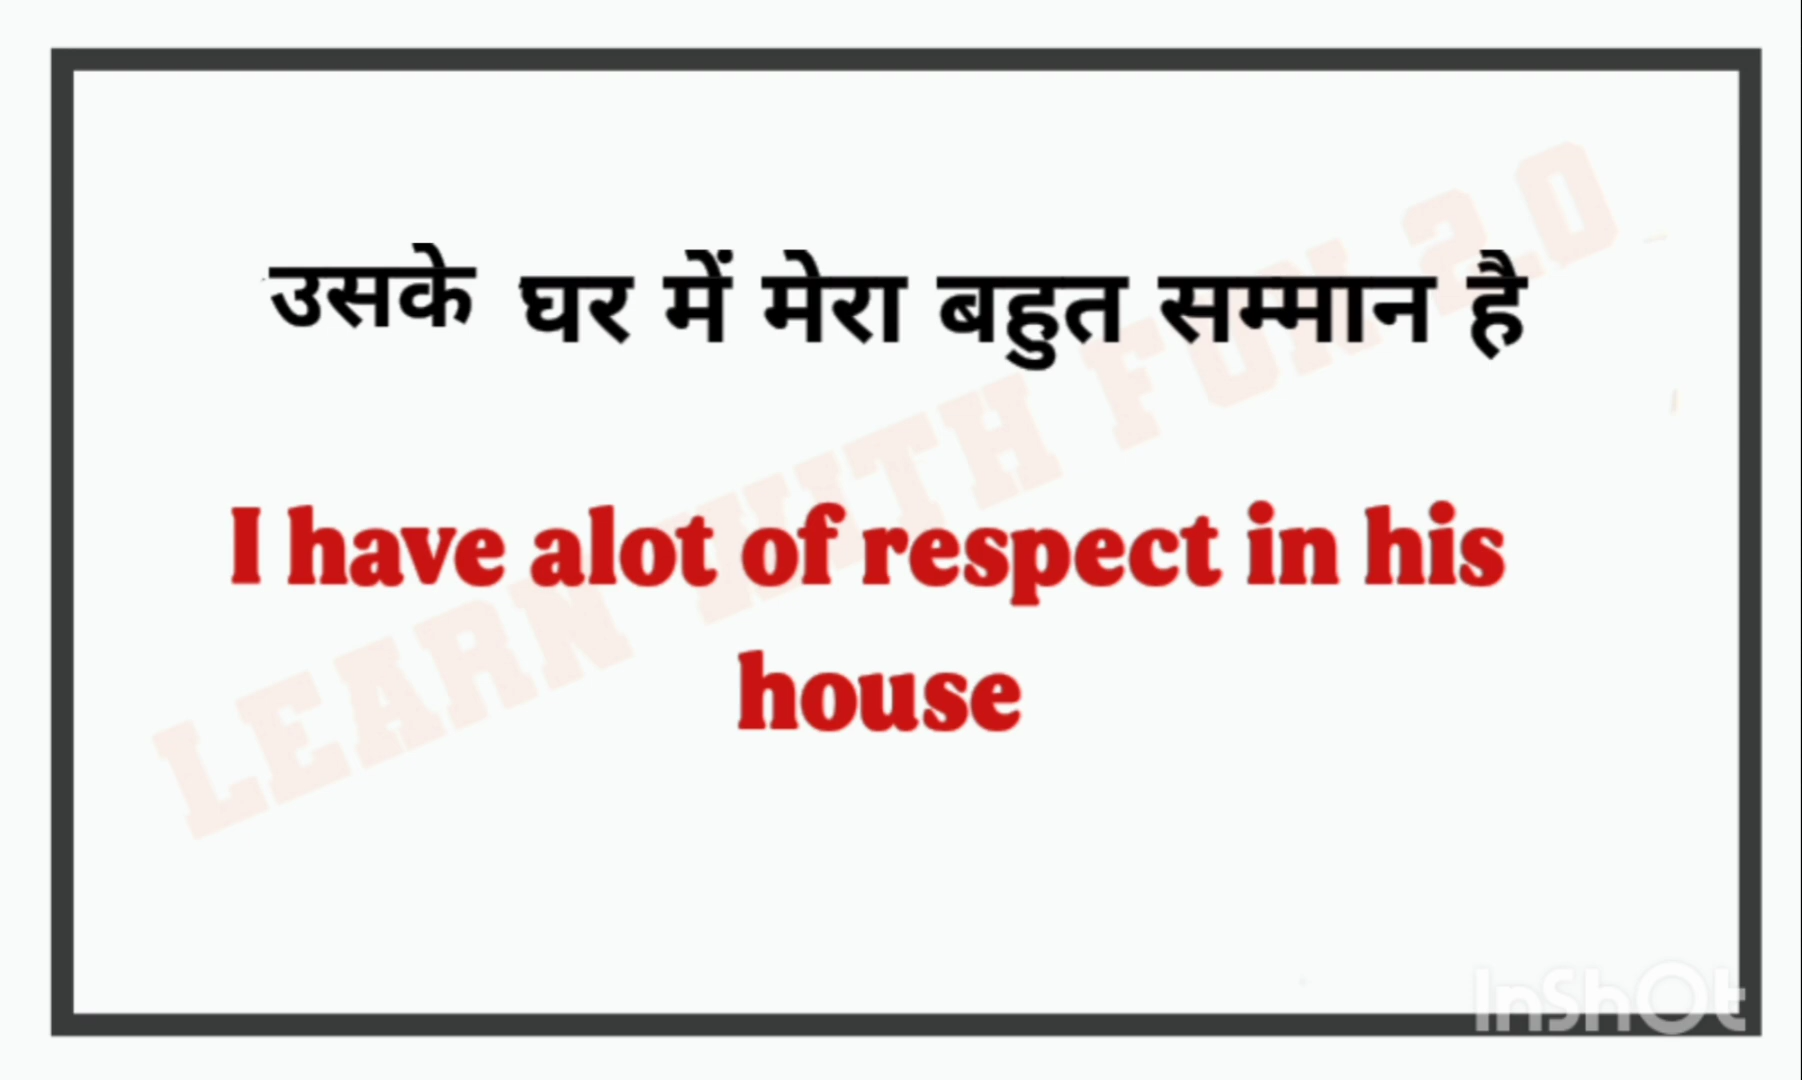 उसके घर में मेरा बहुत सम्मान है
I have alot of respect in his
house
LEARN WITH FUN 2.0
InShOt